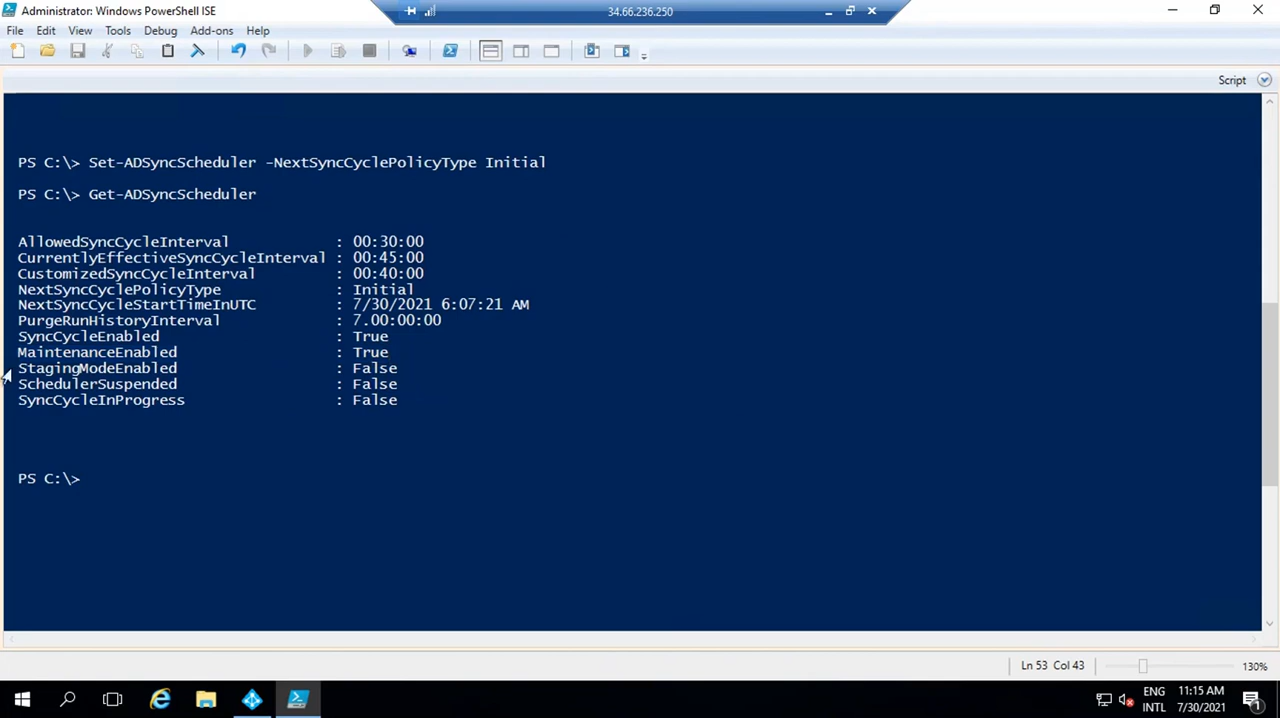 Administrator: Windows PowerShell ISE
34.66.236.250
File Edit View Tools Debug Add-ons Help
Script
PS C:\> Set-ADSyncScheduler -NextSyncCyclePolicyType Initial
PS C:\> Get-ADSyncScheduler
AllowedSyncCycleInterval : 00:30:00
CurrentlyEffectiveSyncCycleInterval : 00:45:00
CustomizedSyncCycleInterval : 00:40:00
NextSyncCyclePolicyType : Initial
NextSyncCycleStartTimeInUTC : 7/30/2021 6:07:21 AM
PurgeRunHistoryInterval : 7.00:00:00
SyncCycleEnabled : True
MaintenanceEnabled : True
StagingModeEnabled : False
SchedulerSuspended : False
SyncCycleInProgress : False
PS C:\>
Ln 53 Col 43
130%
ENG
INTL
11:15 AM
7/30/2021
1